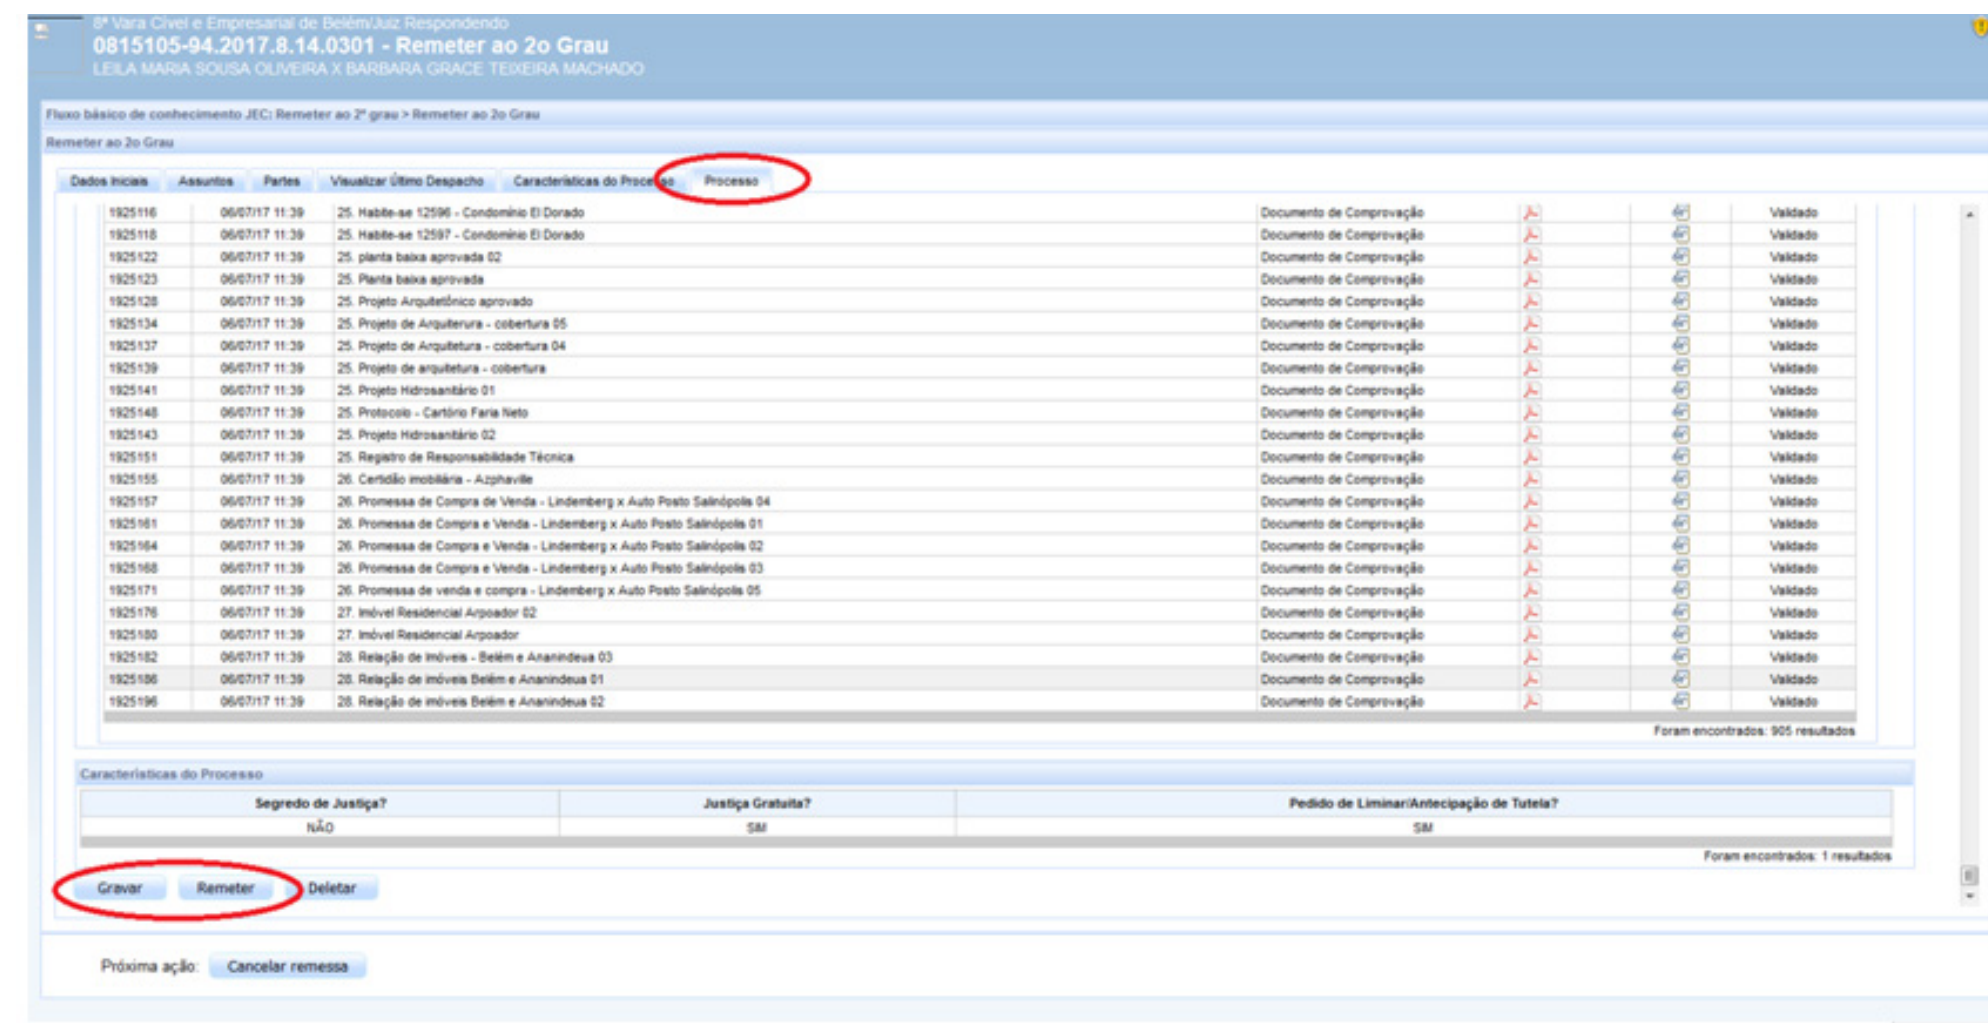 8ª Vara Cível e Empresarial de Belém/Juiz Respondendo
0815105-94.2017.8.14.0301 - Remeter ao 2o Grau
LEILA MARIA SOUSA OLIVEIRA X BARBARA GRACE TEIXEIRA MACHADO
Fluxo básico de conhecimento JEC: Remeter ao 2º grau > Remeter ao 2o Grau
Remeter ao 2o Grau
Dados Iniciais Assuntos Partes Visualizar Último Despacho Características do Processo Processo
1925116 06/07/17 11:39 25. Habite-se 12596 - Condomínio El Dorado Documento de Comprovação Validado
1925118 06/07/17 11:39 25. Habite-se 12597 - Condomínio El Dorado Documento de Comprovação Validado
1925122 06/07/17 11:39 25. planta baixa aprovada 02 Documento de Comprovação Validado
1925123 06/07/17 11:39 25. Planta baixa aprovada Documento de Comprovação Validado
1925128 06/07/17 11:39 25. Projeto Arquitetônico aprovado Documento de Comprovação Validado
1925134 06/07/17 11:39 25. Projeto de Arquiterura - cobertura 05 Documento de Comprovação Validado
1925137 06/07/17 11:39 25. Projeto de Arquitetura - cobertura 04 Documento de Comprovação Validado
1925139 06/07/17 11:39 25. Projeto de arquitetura - cobertura Documento de Comprovação Validado
1925141 06/07/17 11:39 25. Projeto Hidrosanitário 01 Documento de Comprovação Validado
1925148 06/07/17 11:39 25. Protocolo - Cartório Faria Neto Documento de Comprovação Validado
1925143 06/07/17 11:39 25. Projeto Hidrosanitário 02 Documento de Comprovação Validado
1925151 06/07/17 11:39 25. Registro de Responsabilidade Técnica Documento de Comprovação Validado
1925155 06/07/17 11:39 26. Certidão imobiliária - Azphaville Documento de Comprovação Validado
1925157 06/07/17 11:39 26. Promessa de Compra de Venda - Lindemberg x Auto Posto Salinópolis 04 Documento de Comprovação Validado
1925161 06/07/17 11:39 26. Promessa de Compra e Venda - Lindemberg x Auto Posto Salinópolis 01 Documento de Comprovação Validado
1925164 06/07/17 11:39 26. Promessa de Compra e Venda - Lindemberg x Auto Posto Salinópolis 02 Documento de Comprovação Validado
1925168 06/07/17 11:39 26. Promessa de Compra e Venda - Lindemberg x Auto Posto Salinópolis 03 Documento de Comprovação Validado
1925171 06/07/17 11:39 26. Promessa de venda e compra - Lindemberg x Auto Posto Salinópolis 05 Documento de Comprovação Validado
1925176 06/07/17 11:39 27. Imóvel Residencial Arpoador 02 Documento de Comprovação Validado
1925180 06/07/17 11:39 27. Imóvel Residencial Arpoador Documento de Comprovação Validado
1925182 06/07/17 11:39 28. Relação de Imóveis - Belém e Ananindeua 03 Documento de Comprovação Validado
1925186 06/07/17 11:39 28. Relação de imóveis Belém e Ananindeua 01 Documento de Comprovação Validado
1925196 06/07/17 11:39 28. Relação de imóveis Belém e Ananindeua 02 Documento de Comprovação Validado
Foram encontrados: 905 resultados
Características do Processo
Segredo de Justiça? Justiça Gratuita? Pedido de Liminar/Antecipação de Tutela?
NÃO SIM SIM
Foram encontrados: 1 resultados
Gravar Remeter Deletar
Próxima ação: Cancelar remessa